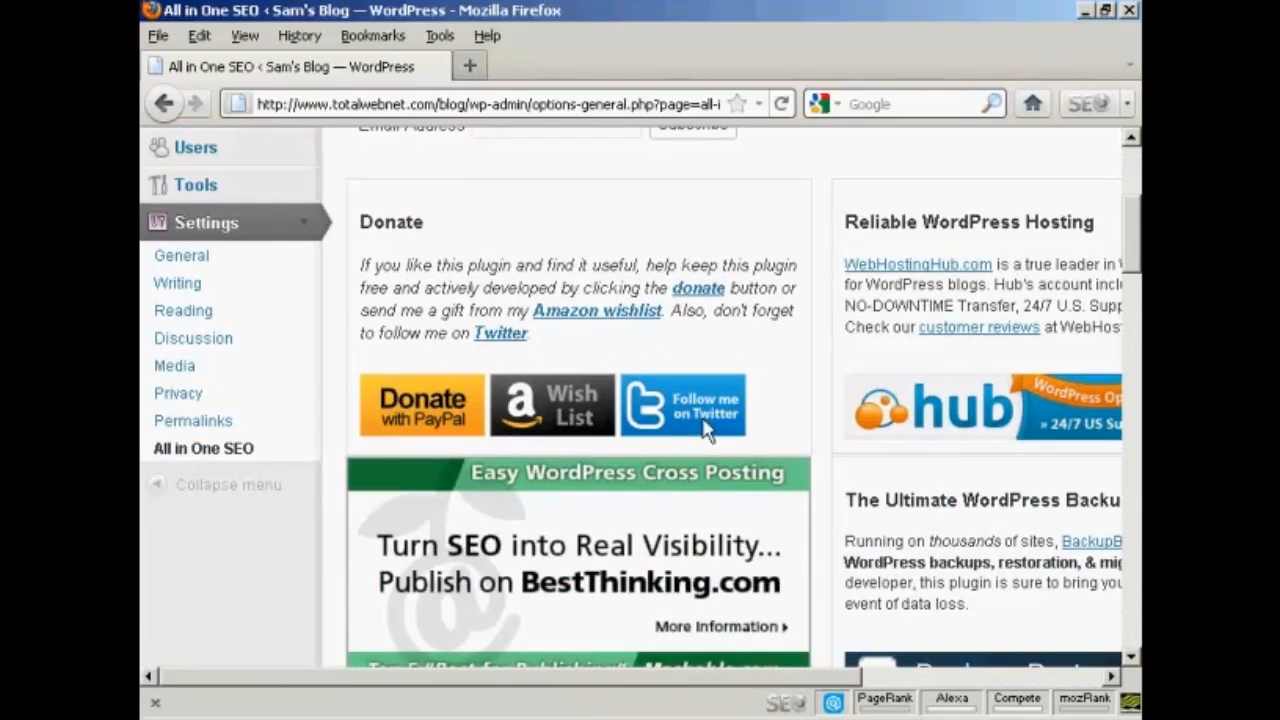 All in One SEO ‹ Sam's Blog — WordPress - Mozilla Firefox
File Edit View History Bookmarks Tools Help
All in One SEO ‹ Sam's Blog — WordPress
http://www.totalwebnet.com/blog/wp-admin/options-general.php?page=all-i
Google
SEO
Email Address
Subscribe
Users
Tools
Settings
General
Writing
Reading
Discussion
Media
Privacy
Permalinks
All in One SEO
Collapse menu
Donate
If you like this plugin and find it useful, help keep this plugin
free and actively developed by clicking the donate button or
send me a gift from my Amazon wishlist. Also, don't forget
to follow me on Twitter.
Donate
with PayPal
a Wish
List
Follow me
on Twitter
Easy WordPress Cross Posting
Turn SEO into Real Visibility...
Publish on BestThinking.com
More Information
Reliable WordPress Hosting
WebHostingHub.com is a true leader in
for WordPress blogs. Hub's account incl
NO-DOWNTIME Transfer, 24/7 U.S. Supp
Check our customer reviews at WebHost
hub
WordPress Op
» 24/7 US Su
The Ultimate WordPress Backu
Running on thousands of sites, BackupB
WordPress backups, restoration, & mig
developer, this plugin is sure to bring you
event of data loss.
SEO
PageRank
Alexa
Compete
mozRank